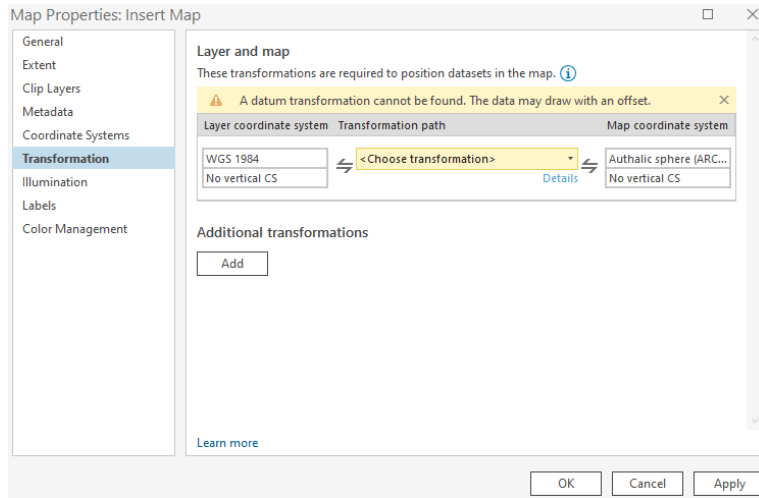 Map Properties: Insert Map
General
Extent
Clip Layers
Metadata
Coordinate Systems
Transformation
Illumination
Labels
Color Management
Layer and map
These transformations are required to position datasets in the map.
A datum transformation cannot be found. The data may draw with an offset.
Layer coordinate system Transformation path Map coordinate system
WGS 1984 <Choose transformation> Authalic sphere (ARC...
No vertical CS Details No vertical CS
Additional transformations
Add
Learn more
OK Cancel Apply